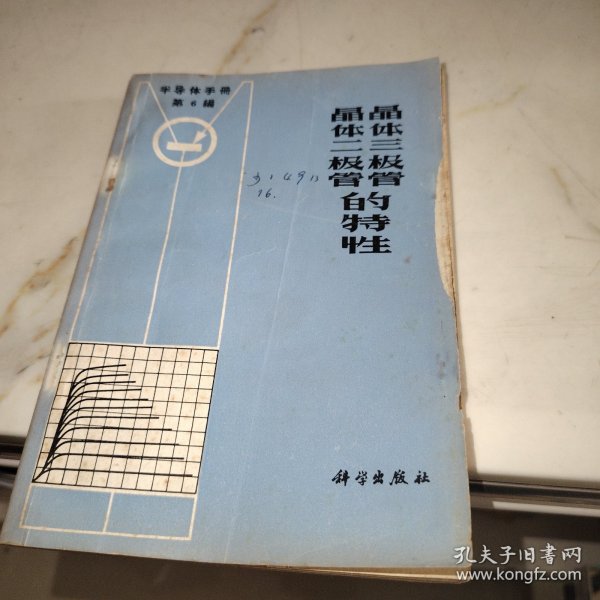 半导体手册
第6编
晶体三极管
晶体二极管
的特性
科学出版社
孔夫子旧书网
www.kongfz.com